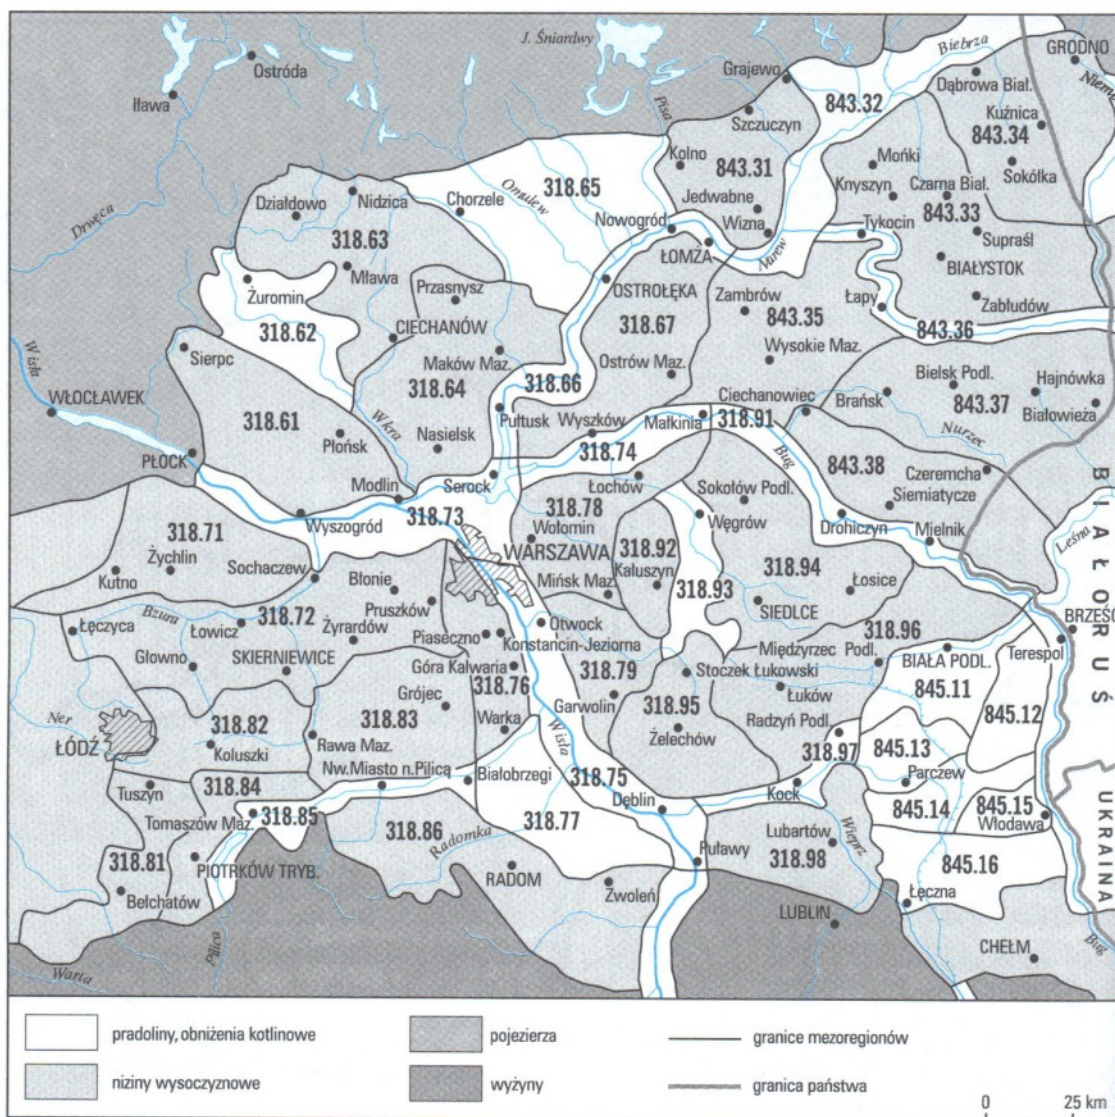 J. Śniardwy
Biebrza
GRODNO
Ostróda
Grajewo
Dąbrowa Biał.
Iława
Pisa
843.32
Szczuczyn
Kuźnica
843.34
Kolno
843.31
Mońki
Sokółka
318.65
Knyszyn
Czarna Biał.
Nidzica
Chorzele
Omulew
Jedwabne
843.33
Działdowo
Drwęca
Nowogród
Wizna
Tykocin
Supraśl
318.63
ŁOMŻA
Narew
BIAŁYSTOK
Mława
Żuromin
Przasnysz
OSTROŁĘKA
Zambrów
Łapy
Zabłudów
318.62
CIECHANÓW
318.67
843.35
843.36
Sierpc
Maków Maz.
Wysokie Maz.
Wisła
318.64
318.66
Ostrów Maz.
Bielsk Podl.
Hajnówka
WŁOCŁAWEK
Ciechanowiec
Brańsk
843.37
Białowieża
318.61
Pułtusk
Wyszków
Małkinia
318.91
Płońsk
Wkra
Nasielsk
318.74
Bug
Nurzec
PŁOCK
843.38
Czeremcha
Modlin
Serock
Łochów
Sokołów Podl.
Siemiatycze
Wyszogród
318.73
318.78
Węgrów
Drohiczyn
Mielnik
BIAŁORUŚ
318.71
Wołomin
Leśna
Żychlin
WARSZAWA
318.92
Kutno
Sochaczew
Błonie
Mińsk Maz.
Kałuszyn
318.93
318.94
Łosice
Pruszków
SIEDLCE
Bzura
318.72
Otwock
318.96
BRZEŚĆ
Łęczyca
Łowicz
Żyrardów
Piaseczno
Konstancin-Jeziorna
Międzyrzec
Podl.
BIAŁA PODL.
Terespol
Głowno
SKIERNIEWICE
Góra Kalwaria
318.79
Stoczek Łukowski
Grójec
318.76
Garwolin
Łuków
845.11
Ner
318.82
318.83
Warka
318.95
Radzyń Podl.
845.12
ŁÓDŹ
Koluszki
Rawa Maz.
Wisła
Żelechów
318.97
845.13
Nw. Miasto n. Pilicą
Białobrzegi
318.75
Tuszyn
318.84
Kock
Parczew
Tomaszów Maz.
318.85
Dęblin
845.14
845.15
318.86
318.77
Lubartów
Włodawa
UKRAINA
318.81
Radomka
Wieprz
PIOTRKÓW TRYB.
RADOM
Puławy
318.98
845.16
Bełchatów
Zwoleń
Łęczna
LUBLIN
Pilica
CHEŁM
Bug
Warta
pradoliny, obniżenia kotlinowe
pojezierza
granice mezoregionów
niziny wysoczyznowe
wyżyny
granica państwa
0 25 km